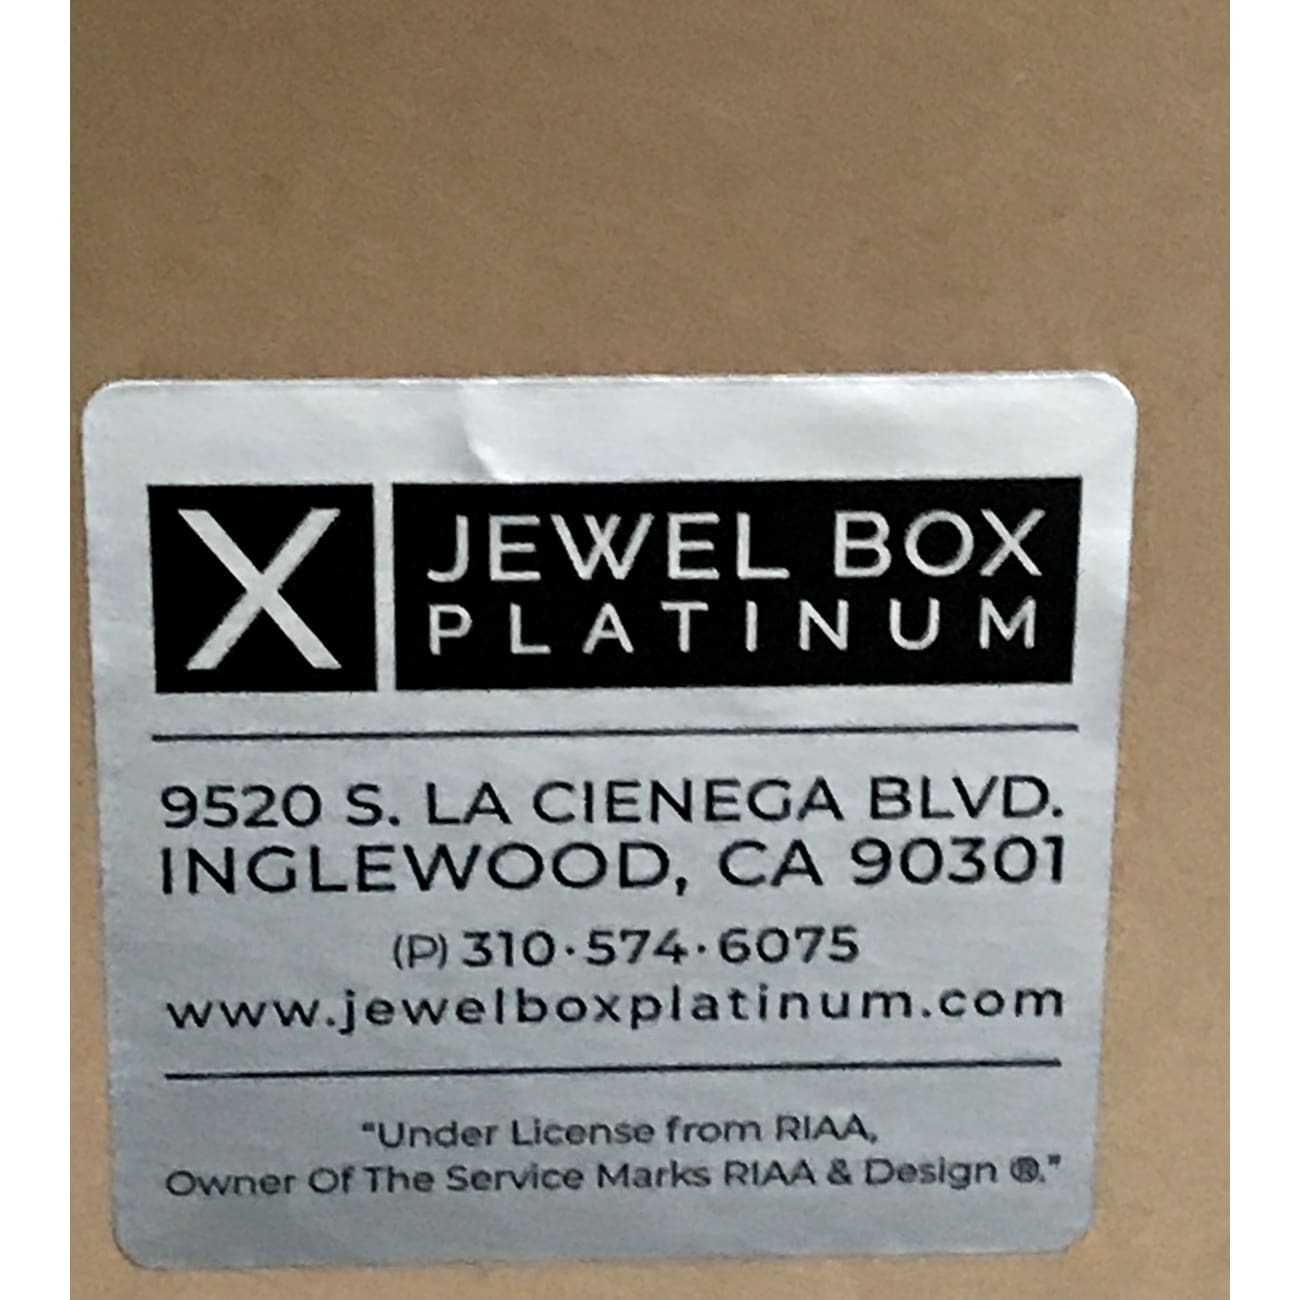 X
JEWEL BOX
PLATINUM
9520 S. LA CIENEGA BLVD.
INGLEWOOD, CA 90301
(P) 310·574·6075
www.jewelboxplatinum.com
"Under License from RIAA,
Owner Of The Service Marks RIAA & Design ®."